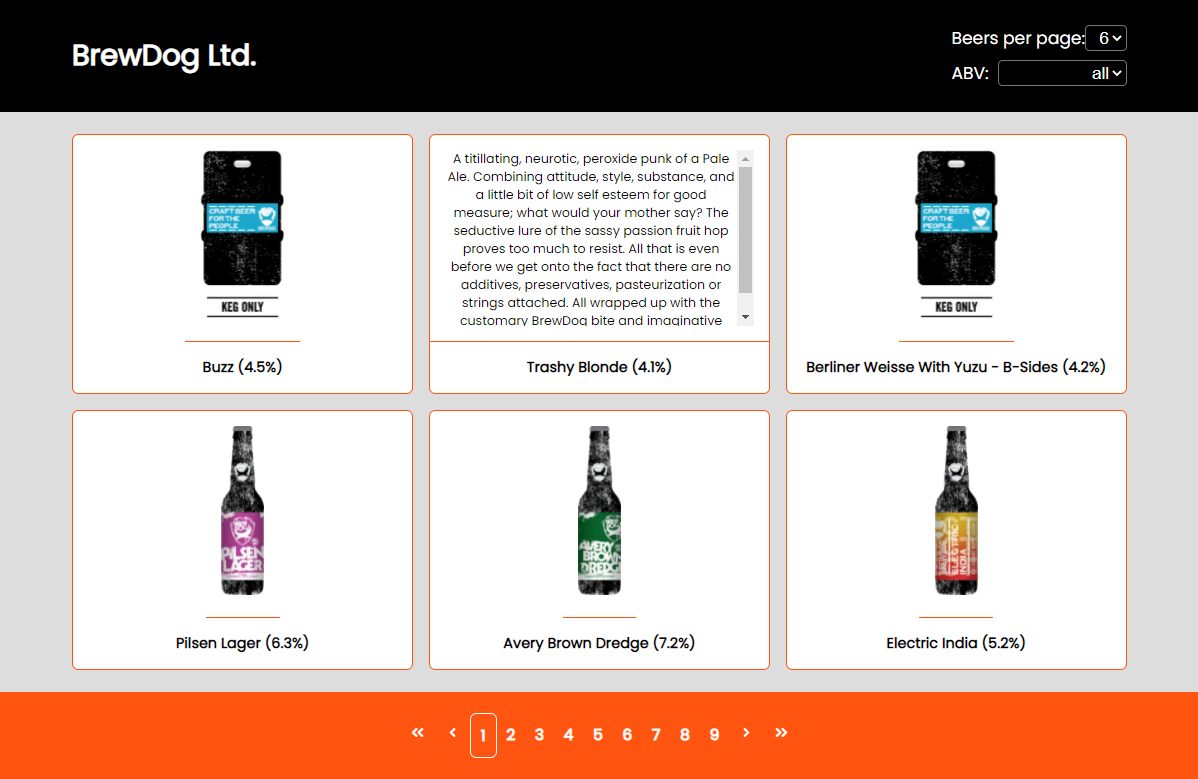 BrewDog Ltd.
Beers per page: 6
ABV: all
CRAFT BEER
FOR THE
PEOPLE
KEG ONLY
Buzz (4.5%)
A titillating, neurotic, peroxide punk of a Pale
Ale. Combining attitude, style, substance, and
a little bit of low self esteem for good
measure; what would your mother say? The
seductive lure of the sassy passion fruit hop
proves too much to resist. All that is even
before we get onto the fact that there are no
additives, preservatives, pasteurization or
strings attached. All wrapped up with the
customary BrewDog bite and imaginative
Trashy Blonde (4.1%)
CRAFT BEER
FOR THE
PEOPLE
KEG ONLY
Berliner Weisse With Yuzu - B-Sides (4.2%)
PILSEN
LAGER
Pilsen Lager (6.3%)
AVERY
BROWN
DREDGE
Avery Brown Dredge (7.2%)
ELECTRIC
INDIA
Electric India (5.2%)
« ‹ 1 2 3 4 5 6 7 8 9 › »